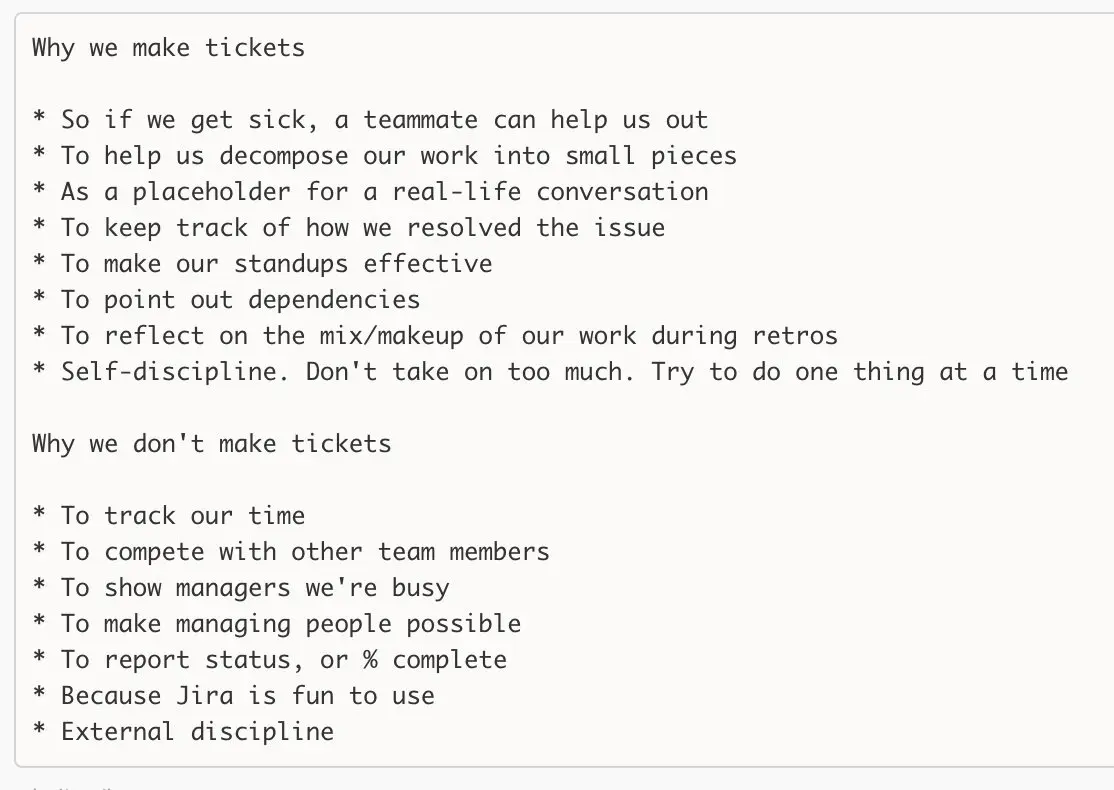 Why we make tickets
* So if we get sick, a teammate can help us out
* To help us decompose our work into small pieces
* As a placeholder for a real-life conversation
* To keep track of how we resolved the issue
* To make our standups effective
* To point out dependencies
* To reflect on the mix/makeup of our work during retros
* Self-discipline. Don't take on too much. Try to do one thing at a time
Why we don't make tickets
* To track our time
* To compete with other team members
* To show managers we're busy
* To make managing people possible
* To report status, or % complete
* Because Jira is fun to use
* External discipline